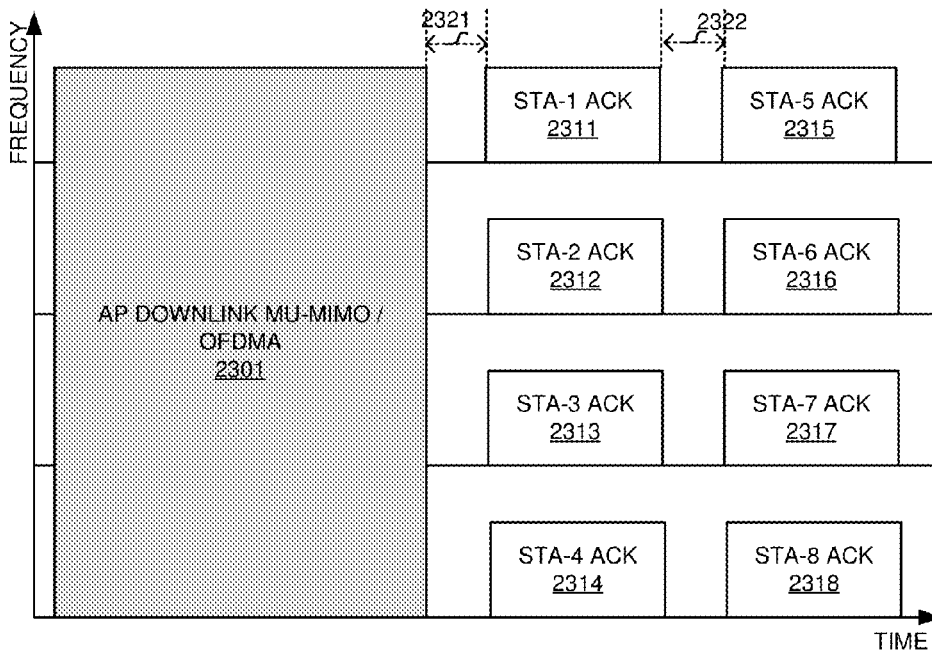 2321
2322
FREQUENCY
STA-1 ACK
2311
STA-5 ACK
2315
STA-2 ACK
2312
STA-6 ACK
2316
AP DOWNLINK MU-MIMO /
OFDMA
2301
STA-3 ACK
2313
STA-7 ACK
2317
STA-4 ACK
2314
STA-8 ACK
2318
TIME